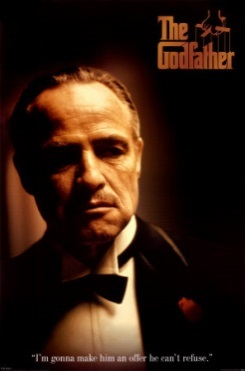 The
Godfather
"I'm gonna make him an offer he can't refuse."